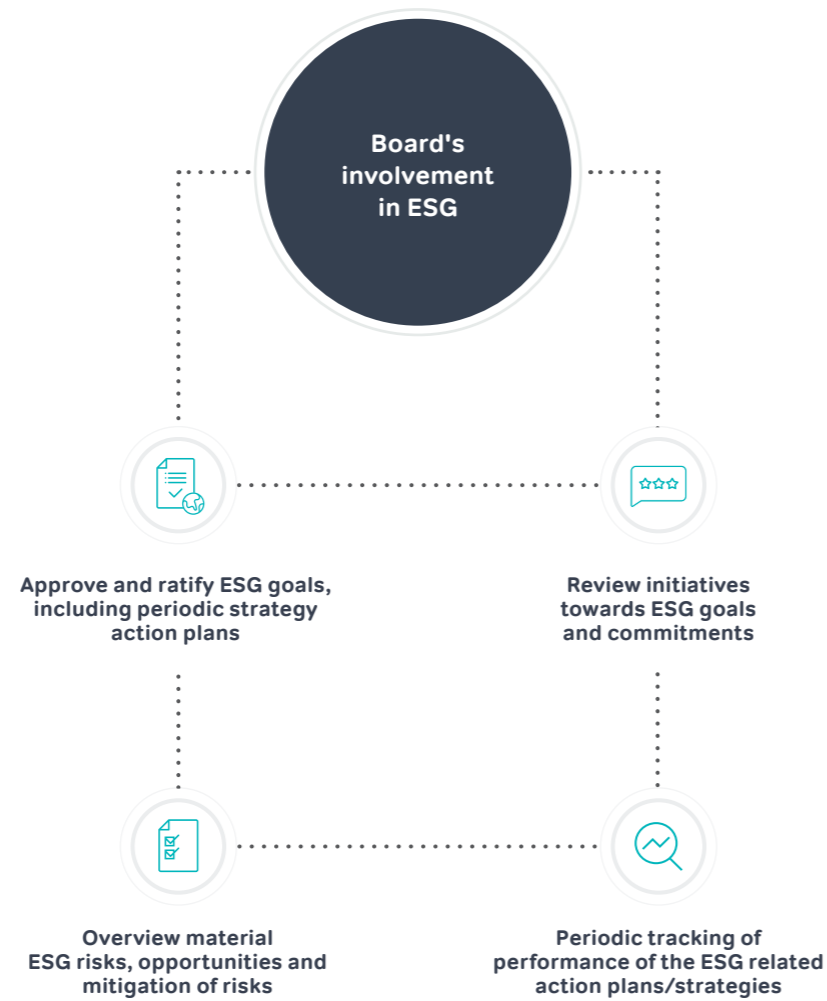 Board's
involvement
in ESG
Approve and ratify ESG goals,
including periodic strategy
action plans
Review initiatives
towards ESG goals
and commitments
Overview material
ESG risks, opportunities and
mitigation of risks
Periodic tracking of
performance of the ESG related
action plans/strategies